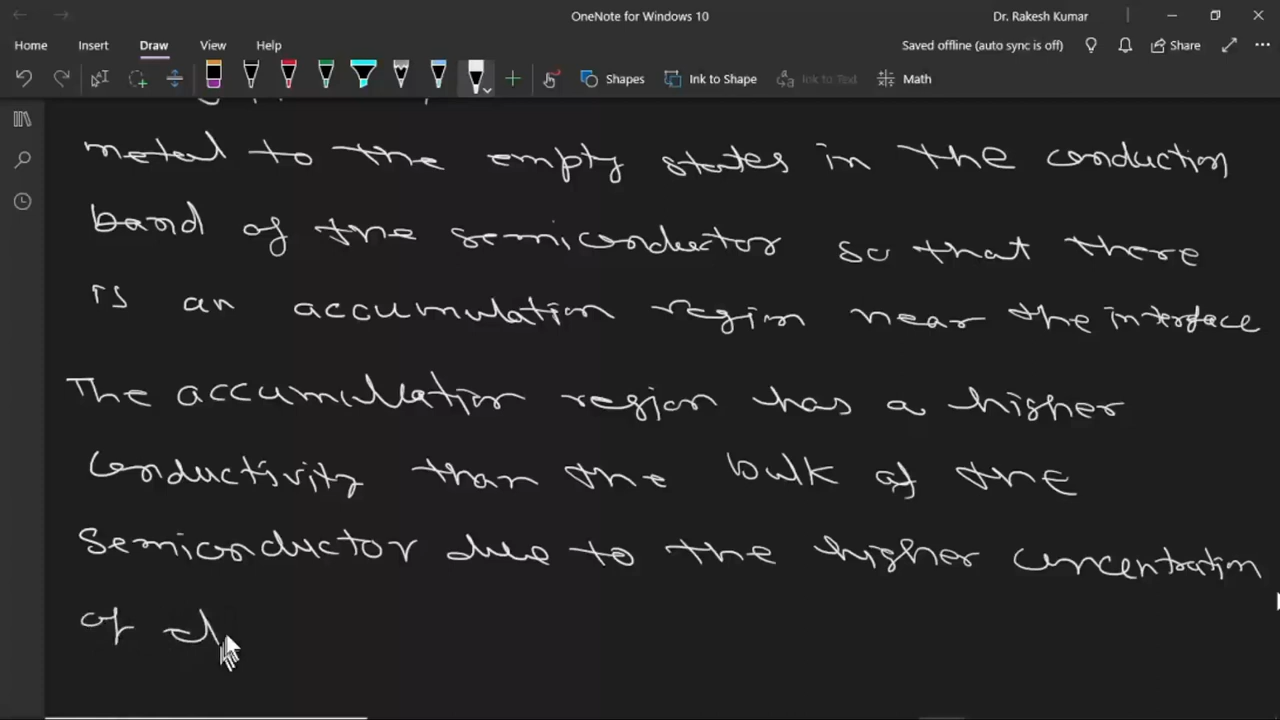 OneNote for Windows 10
Dr. Rakesh Kumar
Home Insert Draw View Help
Saved offline (auto sync is off)
Share
Shapes
Ink to Shape
Ink to Text
Math
metal to the empty states in the conduction
band of the semiconductor so that there
is an accumulation region near the interface
The accumulation region has a higher
conductivity than the bulk of the
semiconductor due to the higher concentration
of